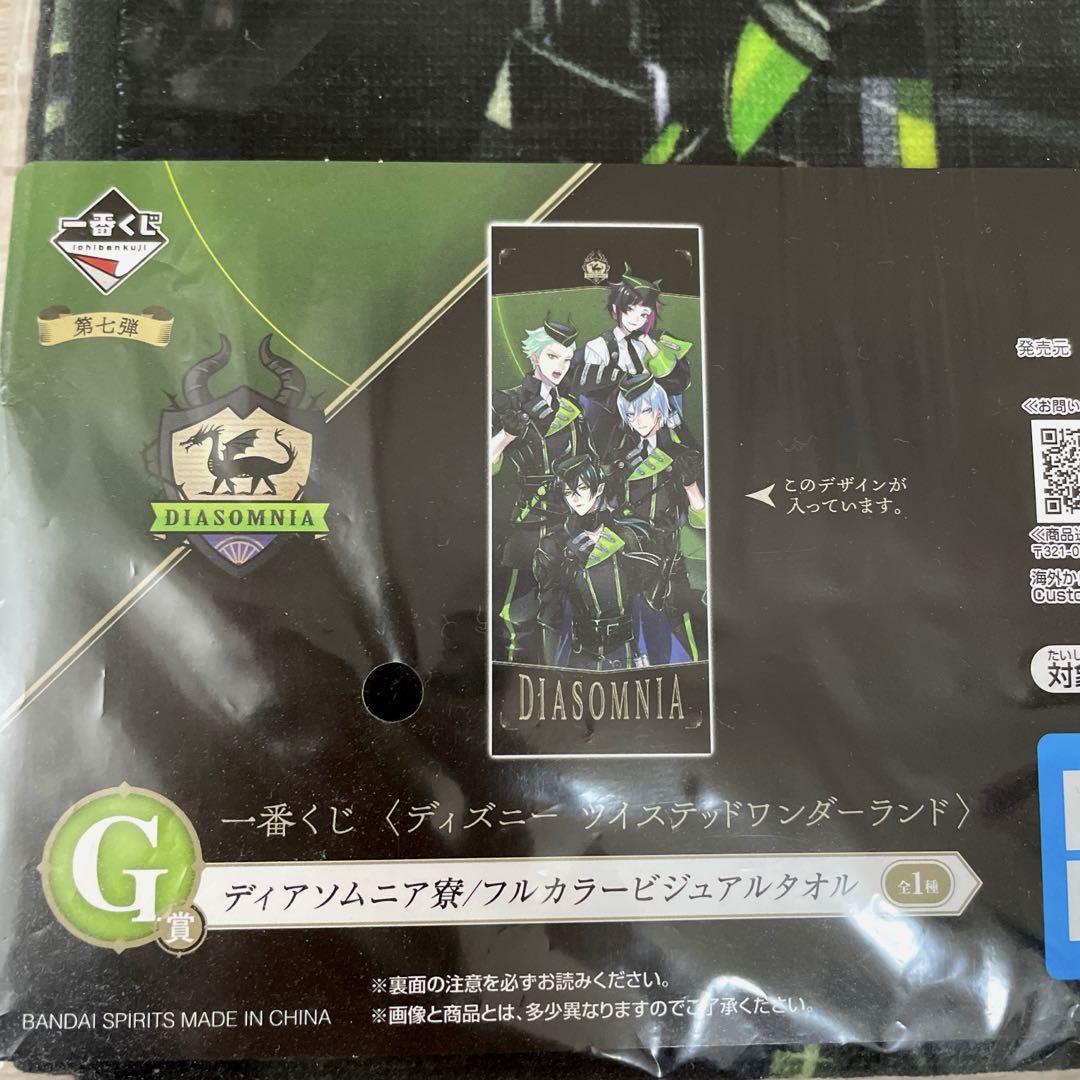 一番くじ
ichibankuji
第七弾
DIASOMNIA
DIASOMNIA
このデザインが
入っています。
発売元
≪お問い
≪商品送
〒321-0
海外か
Custo
たいし
対象
G賞
一番くじ 〈ディズニー ツイステッドワンダーランド〉
ディアソムニア寮/フルカラービジュアルタオル
全1種
※裏面の注意を必ずお読みください。
※画像と商品とは、多少異なりますのでご了承ください。
BANDAI SPIRITS MADE IN CHINA